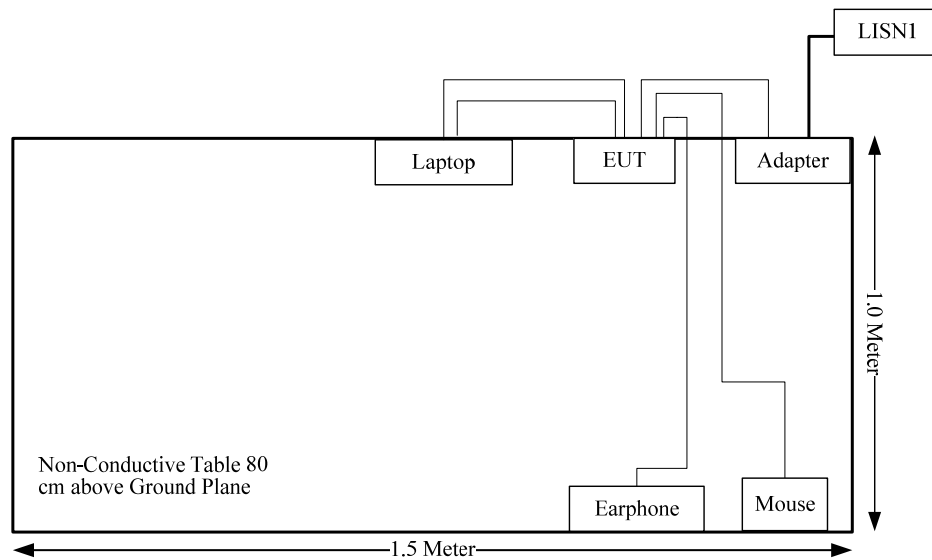 LISN1
Laptop
EUT
Adapter
1.0 Meter
Non-Conductive Table 80
cm above Ground Plane
Earphone
Mouse
1.5 Meter